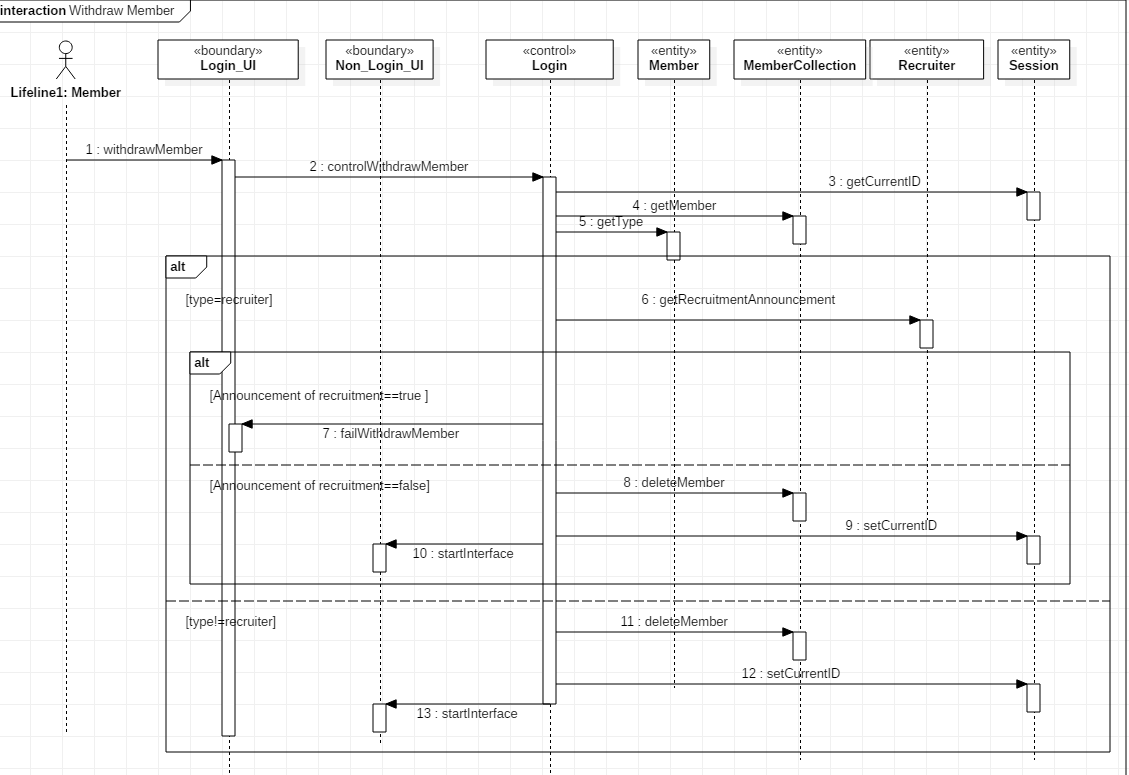 interaction Withdraw Member
«boundary»
Login_UI
«boundary»
Non_Login_UI
«control»
Login
«entity»
Member
«entity»
MemberCollection
«entity»
Recruiter
«entity»
Session
Lifeline1: Member
1 : withdrawMember
2 : controlWithdrawMember
3 : getCurrentID
4 : getMember
5 : getType
alt
[type=recruiter]
6 : getRecruitmentAnnouncement
alt
[Announcement of recruitment==true ]
7 : failWithdrawMember
[Announcement of recruitment==false]
8 : deleteMember
9 : setCurrentID
10 : startInterface
[type!=recruiter]
11 : deleteMember
12 : setCurrentID
13 : startInterface